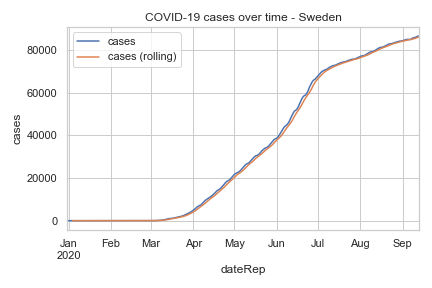 COVID-19 cases over time - Sweden
cases
cases (rolling)
80000
60000
40000
20000
0
cases
Jan Feb Mar Apr May Jun Jul Aug Sep
2020
dateRep